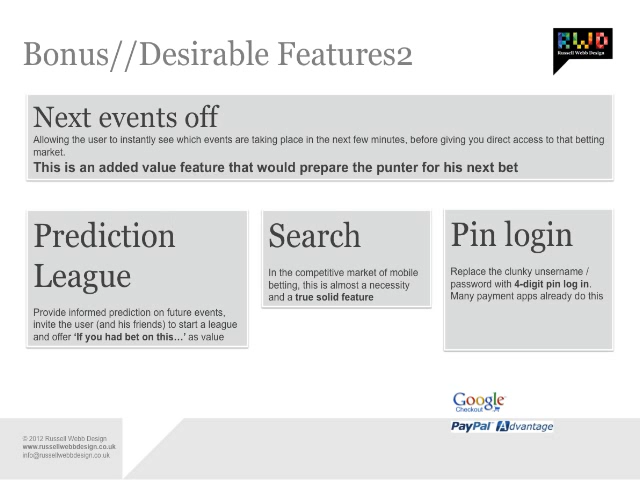 Bonus//Desirable Features2
RWD
Russell Webb Design
Next events off
Allowing the user to instantly see which events are taking place in the next few minutes, before giving you direct access to that betting
market.
This is an added value feature that would prepare the punter for his next bet
Prediction
League
Provide informed prediction on future events,
invite the user (and his friends) to start a league
and offer ‘If you had bet on this…’ as value
Search
In the competitive market of mobile
betting, this is almost a necessity
and a true solid feature
Pin login
Replace the clunky unsername /
password with 4-digit pin log in.
Many payment apps already do this
Google
Checkout
PayPal Advantage
© 2012 Russell Webb Design
www.russellwebbdesign.co.uk
info@russellwebbdesign.co.uk